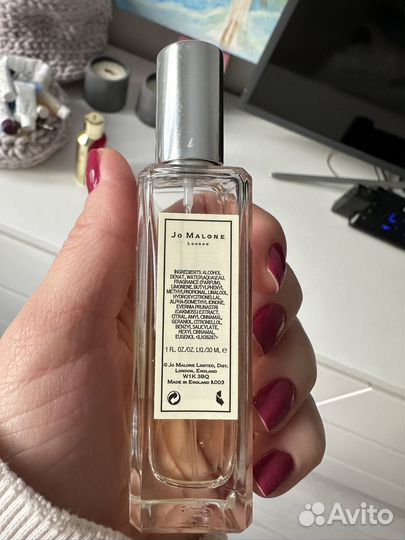 JO MALONE
LONDON
INGREDIENTS: ALCOHOL
DENAT., WATER\AQUA\EAU,
FRAGRANCE (PARFUM),
LIMONENE, BUTYLPHENYL
METHYLPROPIONAL, LINALOOL,
HYDROXYCITRONELLAL,
ALPHA-ISOMETHYL IONONE,
EVERNIA PRUNASTRI
(OAKMOSS) EXTRACT,
CITRAL, AMYL CINNAMAL,
GERANIOL, CITRONELLOL,
BENZYL SALICYLATE,
HEXYL CINNAMAL,
EUGENOL <ILN38287>
1 FL.OZ./OZ. LIQ./30 ML ℮
© JO MALONE LIMITED, DIST.
LONDON, ENGLAND
W1K 3BQ
MADE IN ENGLAND
Avito